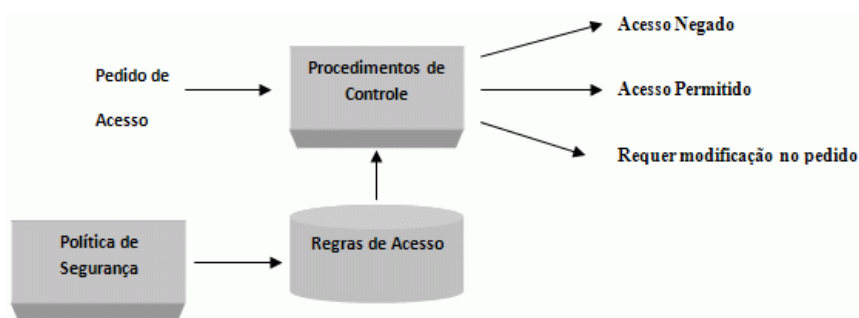 Acesso Negado
Procedimentos de
Controle
Pedido de
Acesso
Acesso Permitido
Requer modificação no pedido
Política de
Segurança
Regras de Acesso